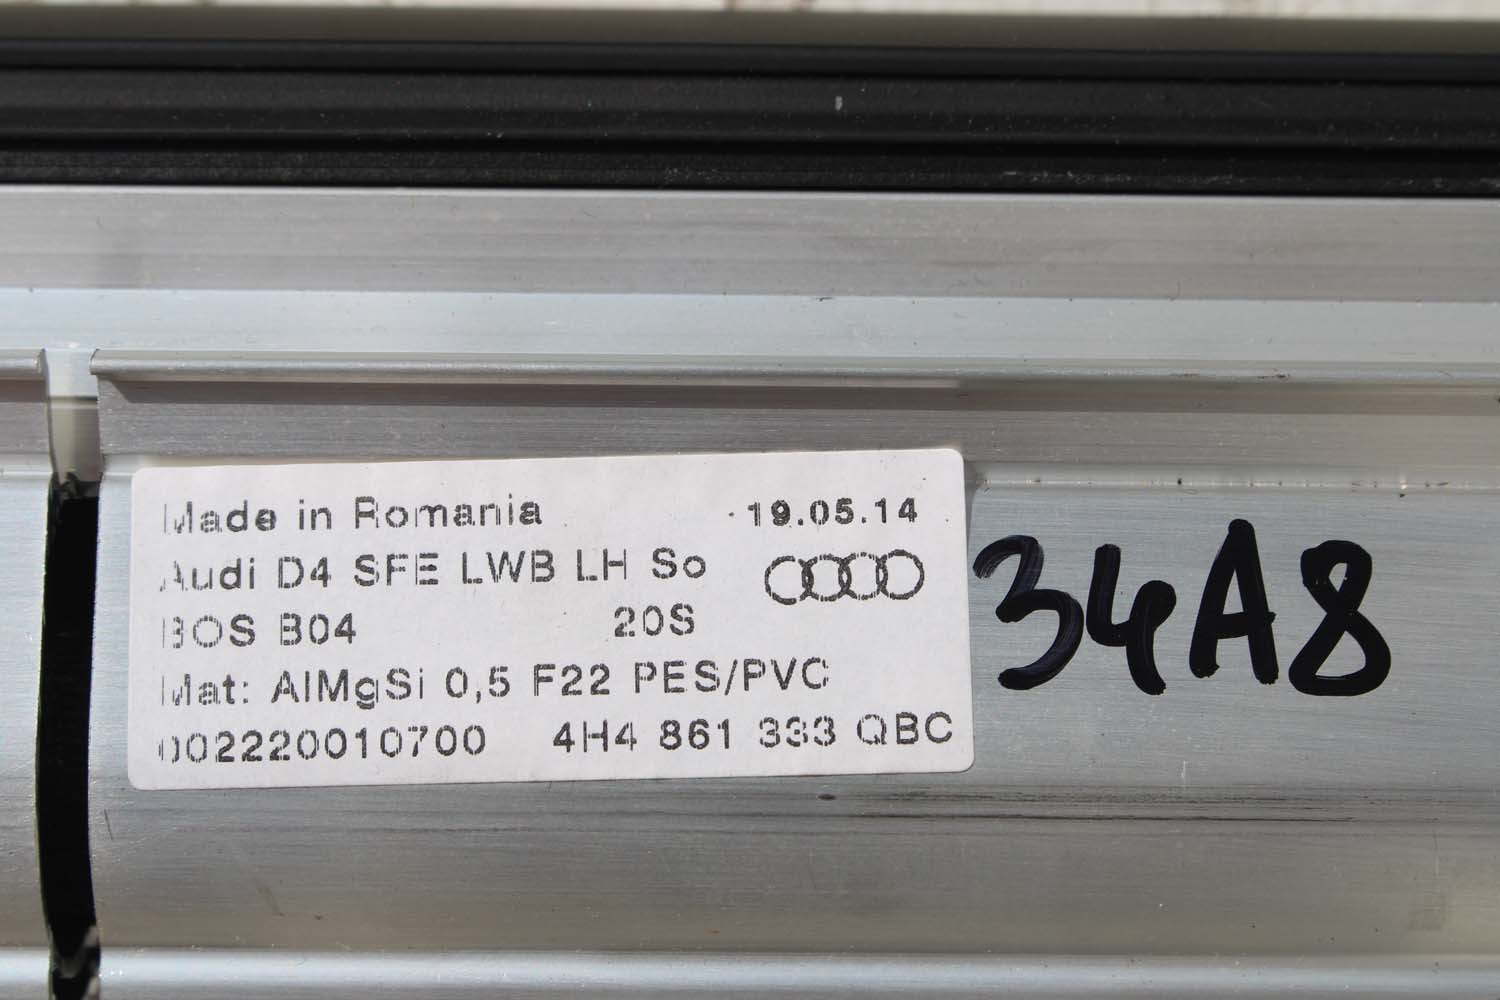 Made in Romania 19.05.14
Audi D4 SFE LWB LH So
BOS B04 20S
Mat: AlMgSi 0,5 F22 PES/PVC
002220010700 4H4 861 333 QBC
34A8